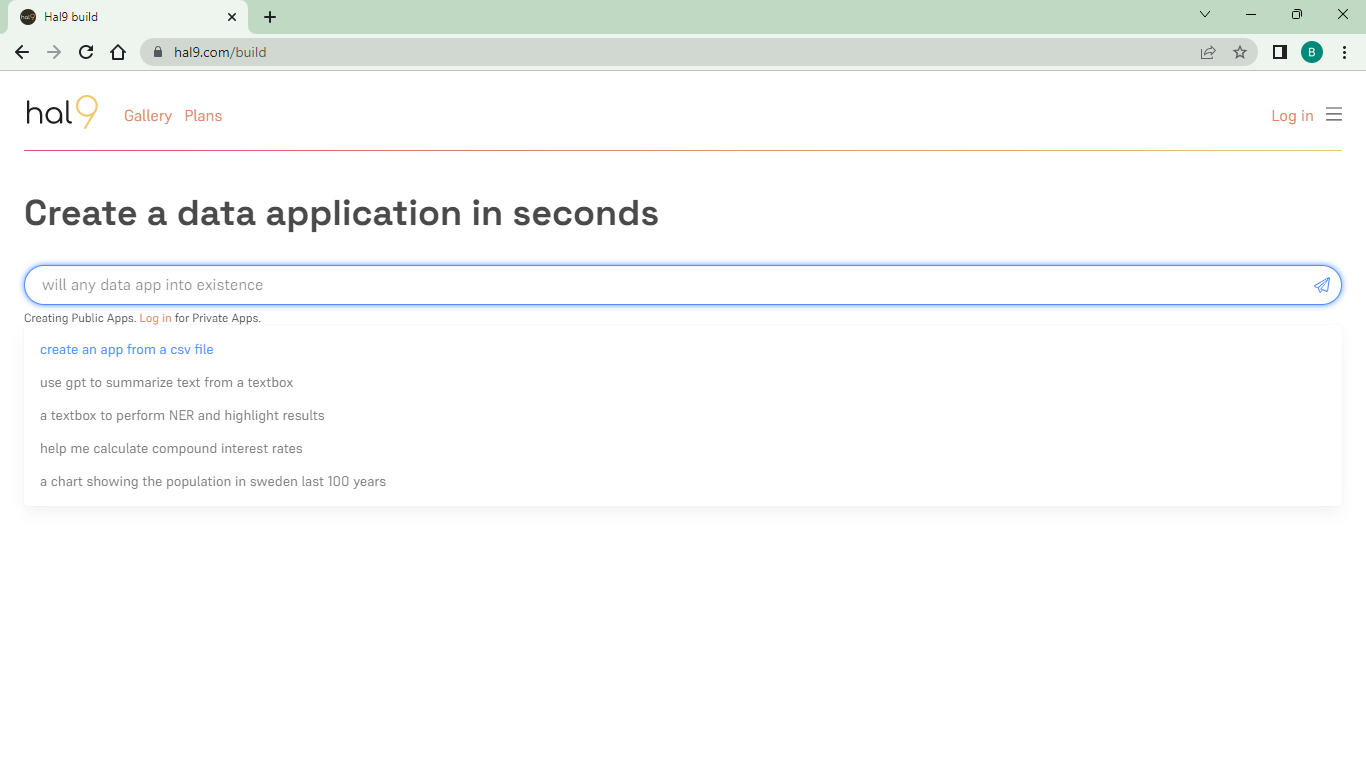 Hal9 build
hal9.com/build
B
hal9
Gallery Plans
Log in
Create a data application in seconds
will any data app into existence
Creating Public Apps. Log in for Private Apps.
create an app from a csv file
use gpt to summarize text from a textbox
a textbox to perform NER and highlight results
help me calculate compound interest rates
a chart showing the population in sweden last 100 years